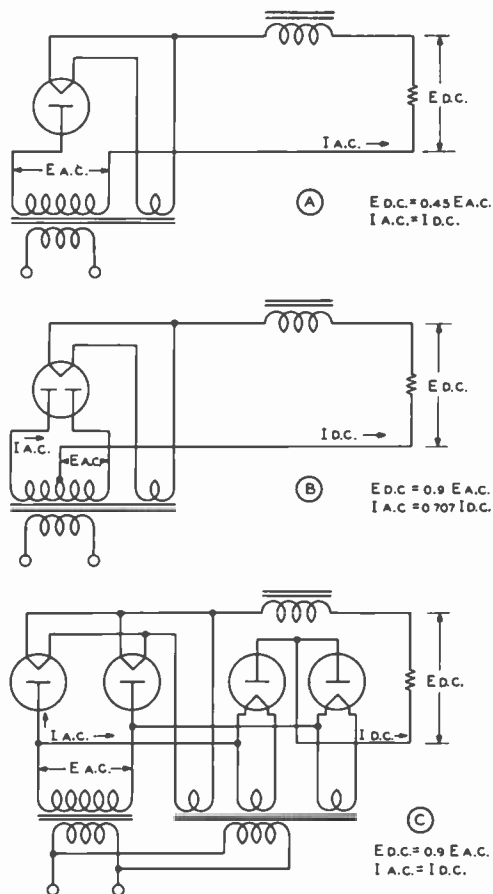 E D.C.
I A.C.
E A.C.
A
E D.C.= 0.45 E A.C.
I A.C.= I D.C.
E D.C.
I D.C.
I A.C.
E A.C.
B
E D.C = 0.9 E A.C.
I A.C = 0.707 I D.C.
E D.C.
I A.C.
I D.C.
E A.C.
C
E D.C.= 0.9 E A.C.
I A.C.= I D.C.